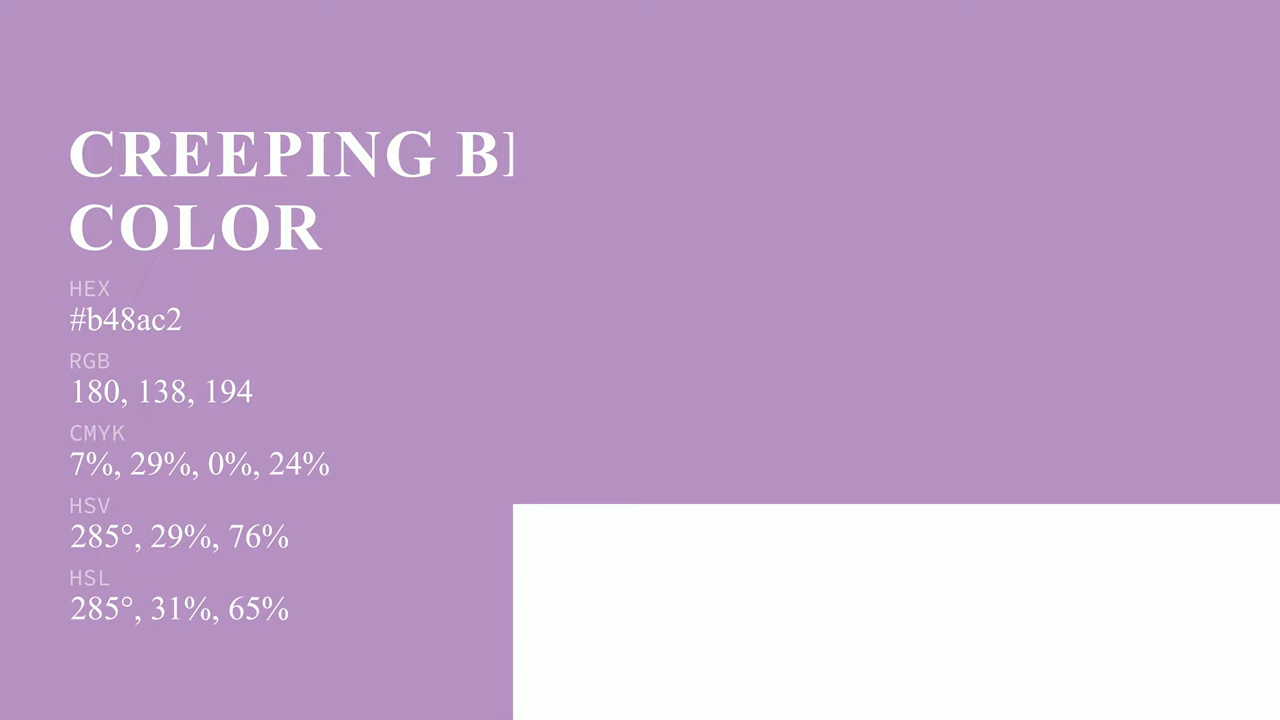 CREEPING
COLOR
HEX
#b48ac2
RGB
180, 138, 194
CMYK
7%, 29%, 0%, 24%
HSV
285°, 29%, 76%
HSL
285°, 31%, 65%